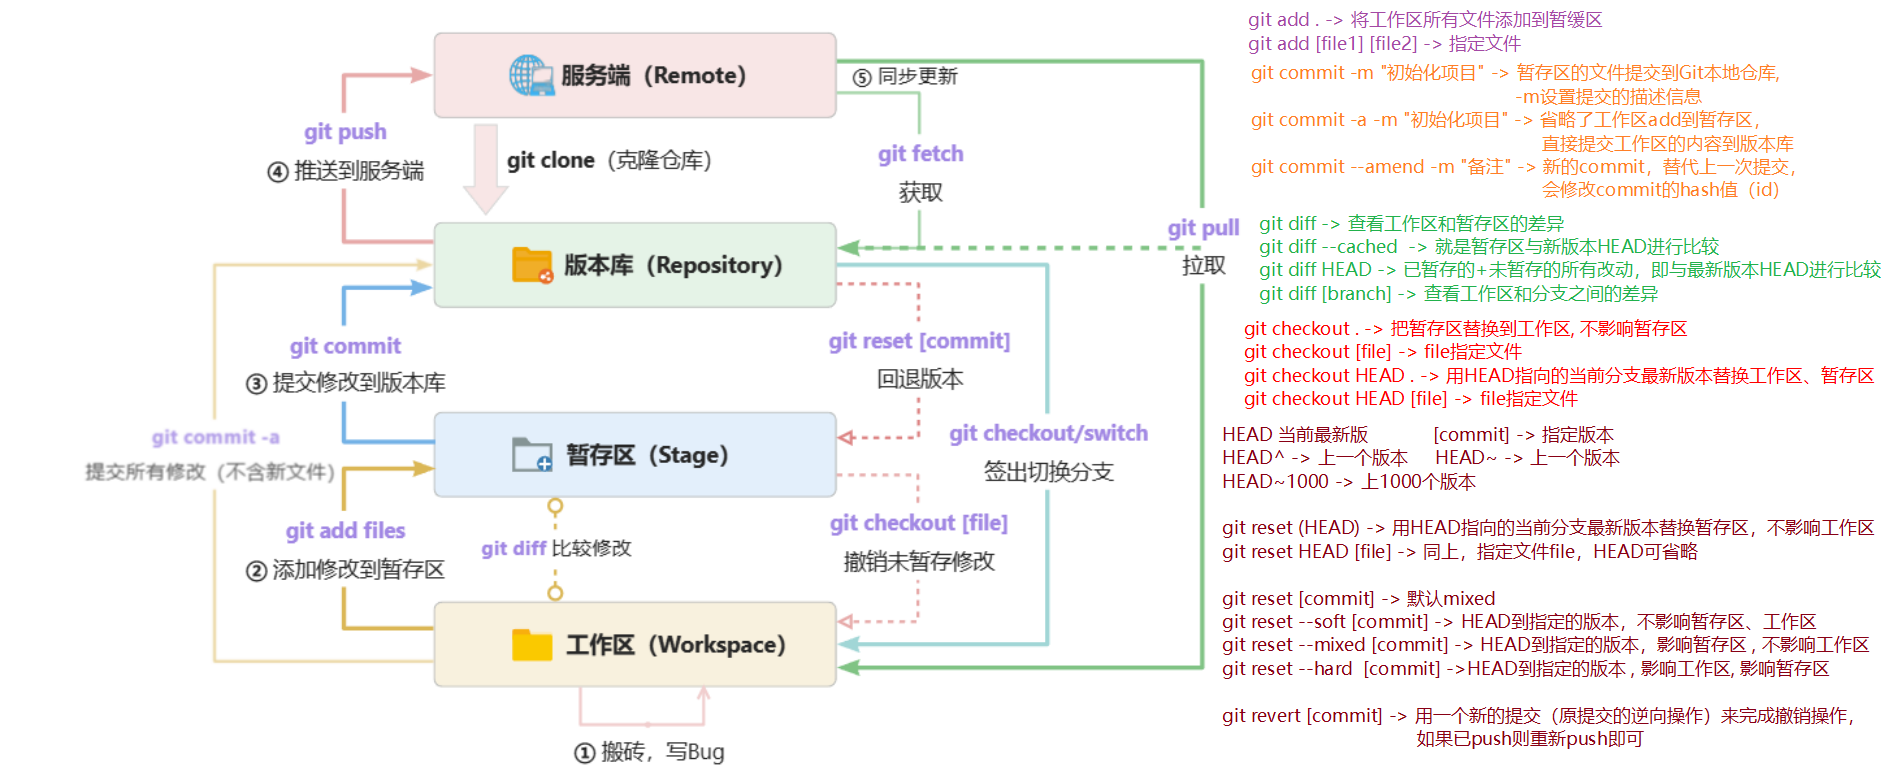 服务端（Remote）
⑤ 同步更新
git push
④ 推送到服务端
git clone（克隆仓库）
git fetch
获取
git pull
拉取
版本库（Repository）
git commit
③ 提交修改到版本库
git reset [commit]
回退版本
git commit -a
提交所有修改（不含新文件）
暂存区（Stage）
git checkout/switch
签出切换分支
git add files
② 添加修改到暂存区
git diff 比较修改
git checkout [file]
撤销未暂存修改
工作区（Workspace）
① 搬砖，写Bug
git add . -> 将工作区所有文件添加到暂缓区
git add [file1] [file2] -> 指定文件
git commit -m "初始化项目" -> 暂存区的文件提交到Git本地仓库,
-m设置提交的描述信息
git commit -a -m "初始化项目" -> 省略了工作区add到暂存区，
直接提交工作区的内容到版本库
git commit --amend -m "备注" -> 新的commit，替代上一次提交，
会修改commit的hash值（id）
git diff -> 查看工作区和暂存区的差异
git diff --cached -> 就是暂存区与新版本HEAD进行比较
git diff HEAD -> 已暂存的+未暂存的所有改动，即与最新版本HEAD进行比较
git diff [branch] -> 查看工作区和分支之间的差异
git checkout . -> 把暂存区替换到工作区, 不影响暂存区
git checkout [file] -> file指定文件
git checkout HEAD . -> 用HEAD指向的当前分支最新版本替换工作区、暂存区
git checkout HEAD [file] -> file指定文件
HEAD 当前最新版 [commit] -> 指定版本
HEAD^ -> 上一个版本 HEAD~ -> 上一个版本
HEAD~1000 -> 上1000个版本
git reset (HEAD) -> 用HEAD指向的当前分支最新版本替换暂存区，不影响工作区
git reset HEAD [file] -> 同上，指定文件file，HEAD可省略
git reset [commit] -> 默认mixed
git reset --soft [commit] -> HEAD到指定的版本，不影响暂存区、工作区
git reset --mixed [commit] -> HEAD到指定的版本，影响暂存区 , 不影响工作区
git reset --hard [commit] ->HEAD到指定的版本 , 影响工作区, 影响暂存区
git revert [commit] -> 用一个新的提交（原提交的逆向操作）来完成撤销操作，
如果已push则重新push即可